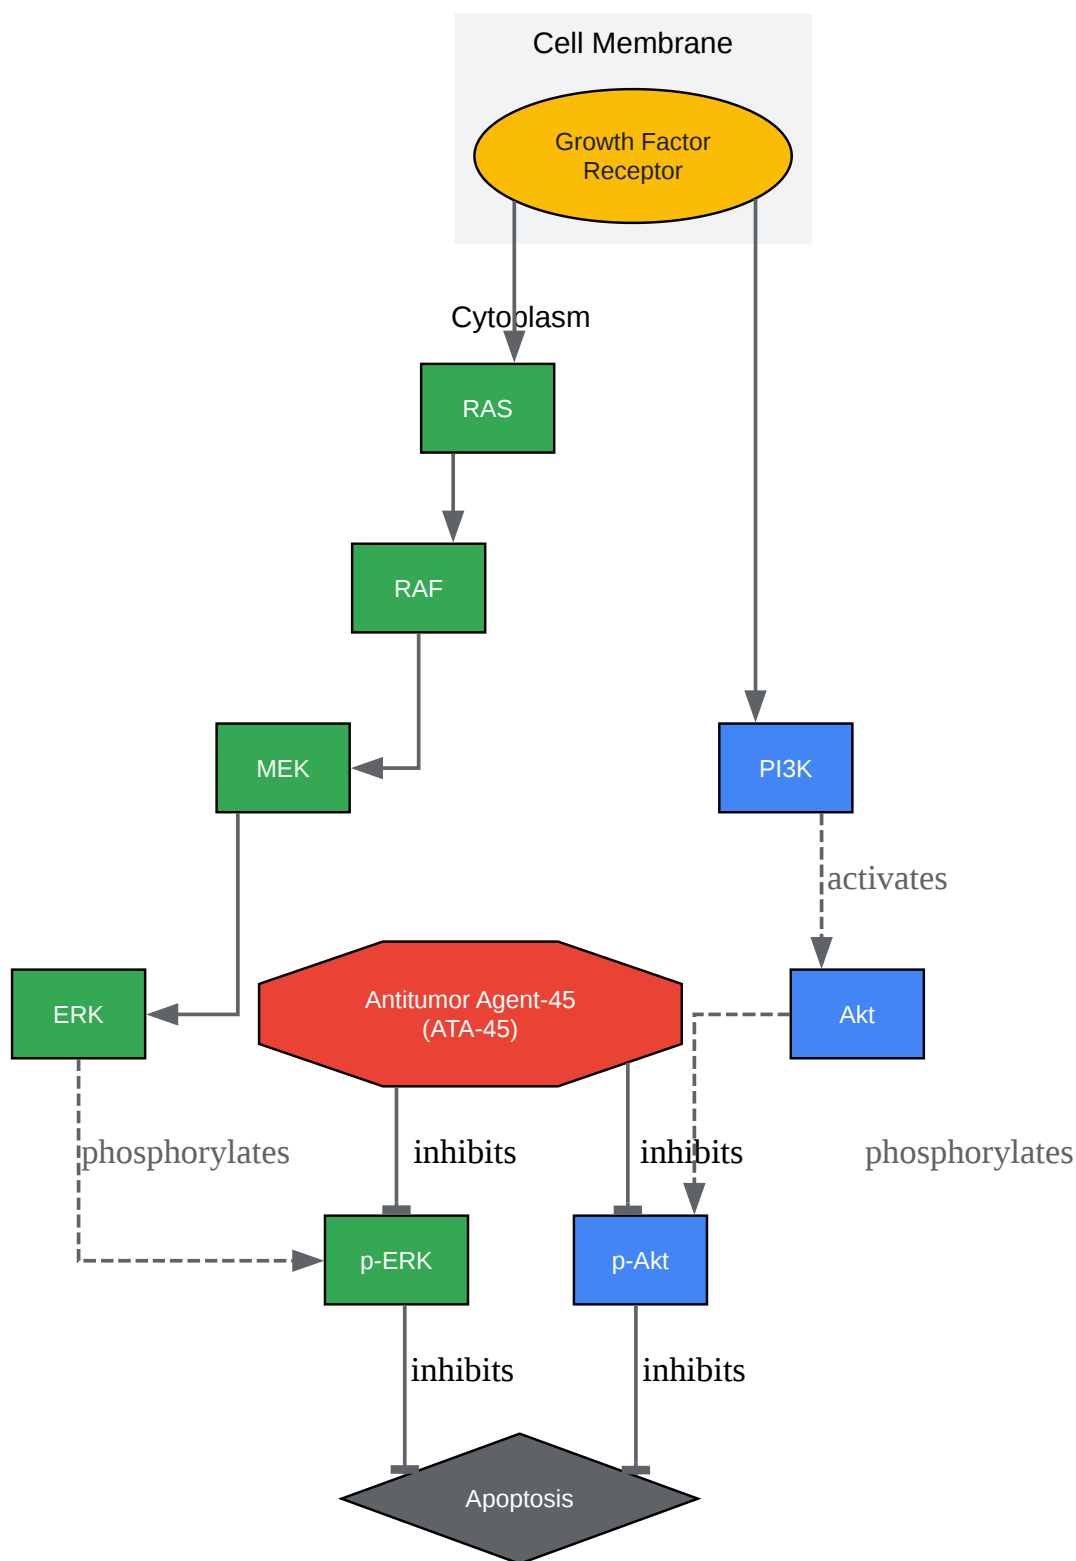 Cell Membrane
Growth Factor
Receptor
Cytoplasm
RAS
RAF
MEK
PI3K
activates
ERK
Antitumor Agent-45
(ATA-45)
Akt
phosphorylates
inhibits
inhibits
phosphorylates
p-ERK
p-Akt
inhibits
inhibits
Apoptosis